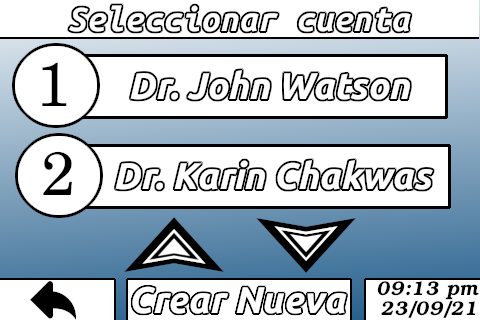 Seleccionar cuenta
1 Dr. John Watson
2 Dr. Karin Chakwas
Crear Nueva
09:13 pm
23/09/21